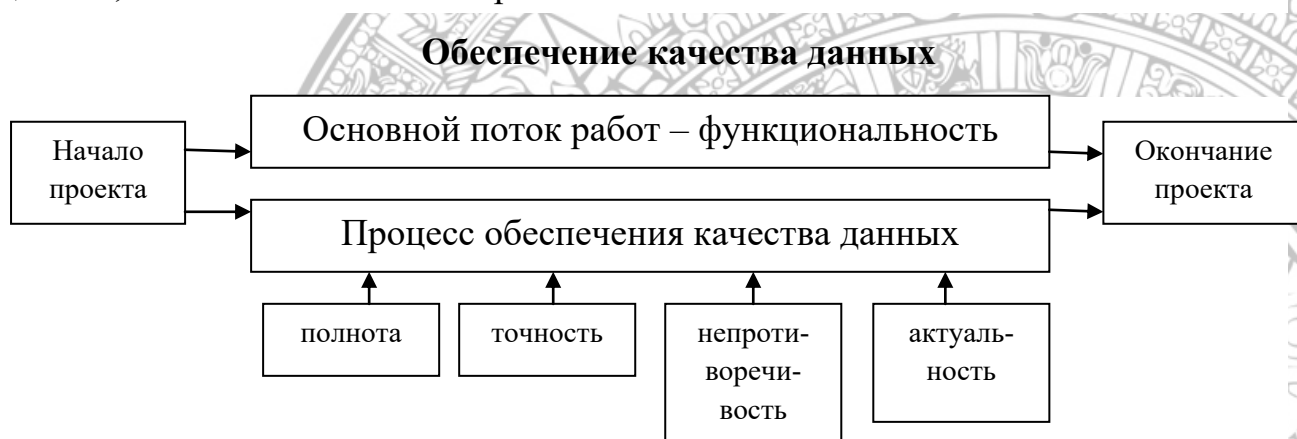 Обеспечение качества данных
Основной поток работ – функциональность
Начало
проекта
Окончание
проекта
Процесс обеспечения качества данных
полнота
точность
непроти-
воречи-
вость
актуаль-
ность